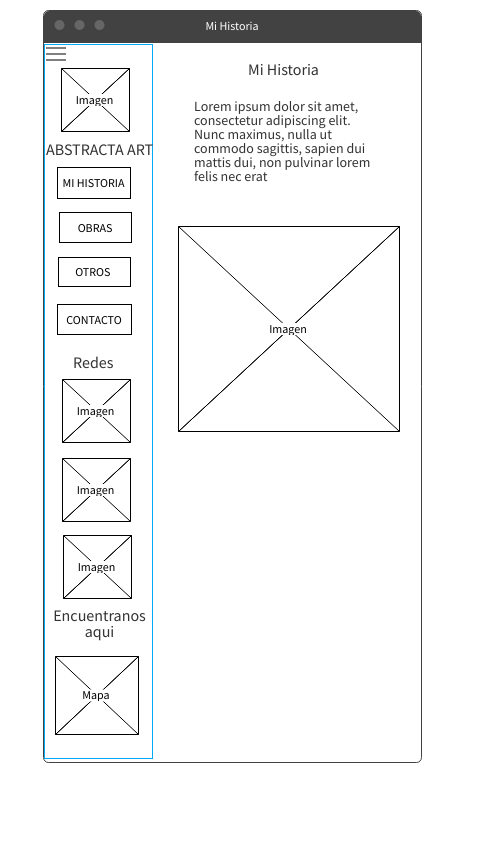 Mi Historia
Imagen
ABSTRACTA ART
MI HISTORIA
OBRAS
OTROS
CONTACTO
Redes
Imagen
Imagen
Imagen
Encuentranos
aqui
Mapa
Mi Historia
Lorem ipsum dolor sit amet,
consectetur adipiscing elit.
Nunc maximus, nulla ut
commodo sagittis, sapien dui
mattis dui, non pulvinar lorem
felis nec erat
Imagen